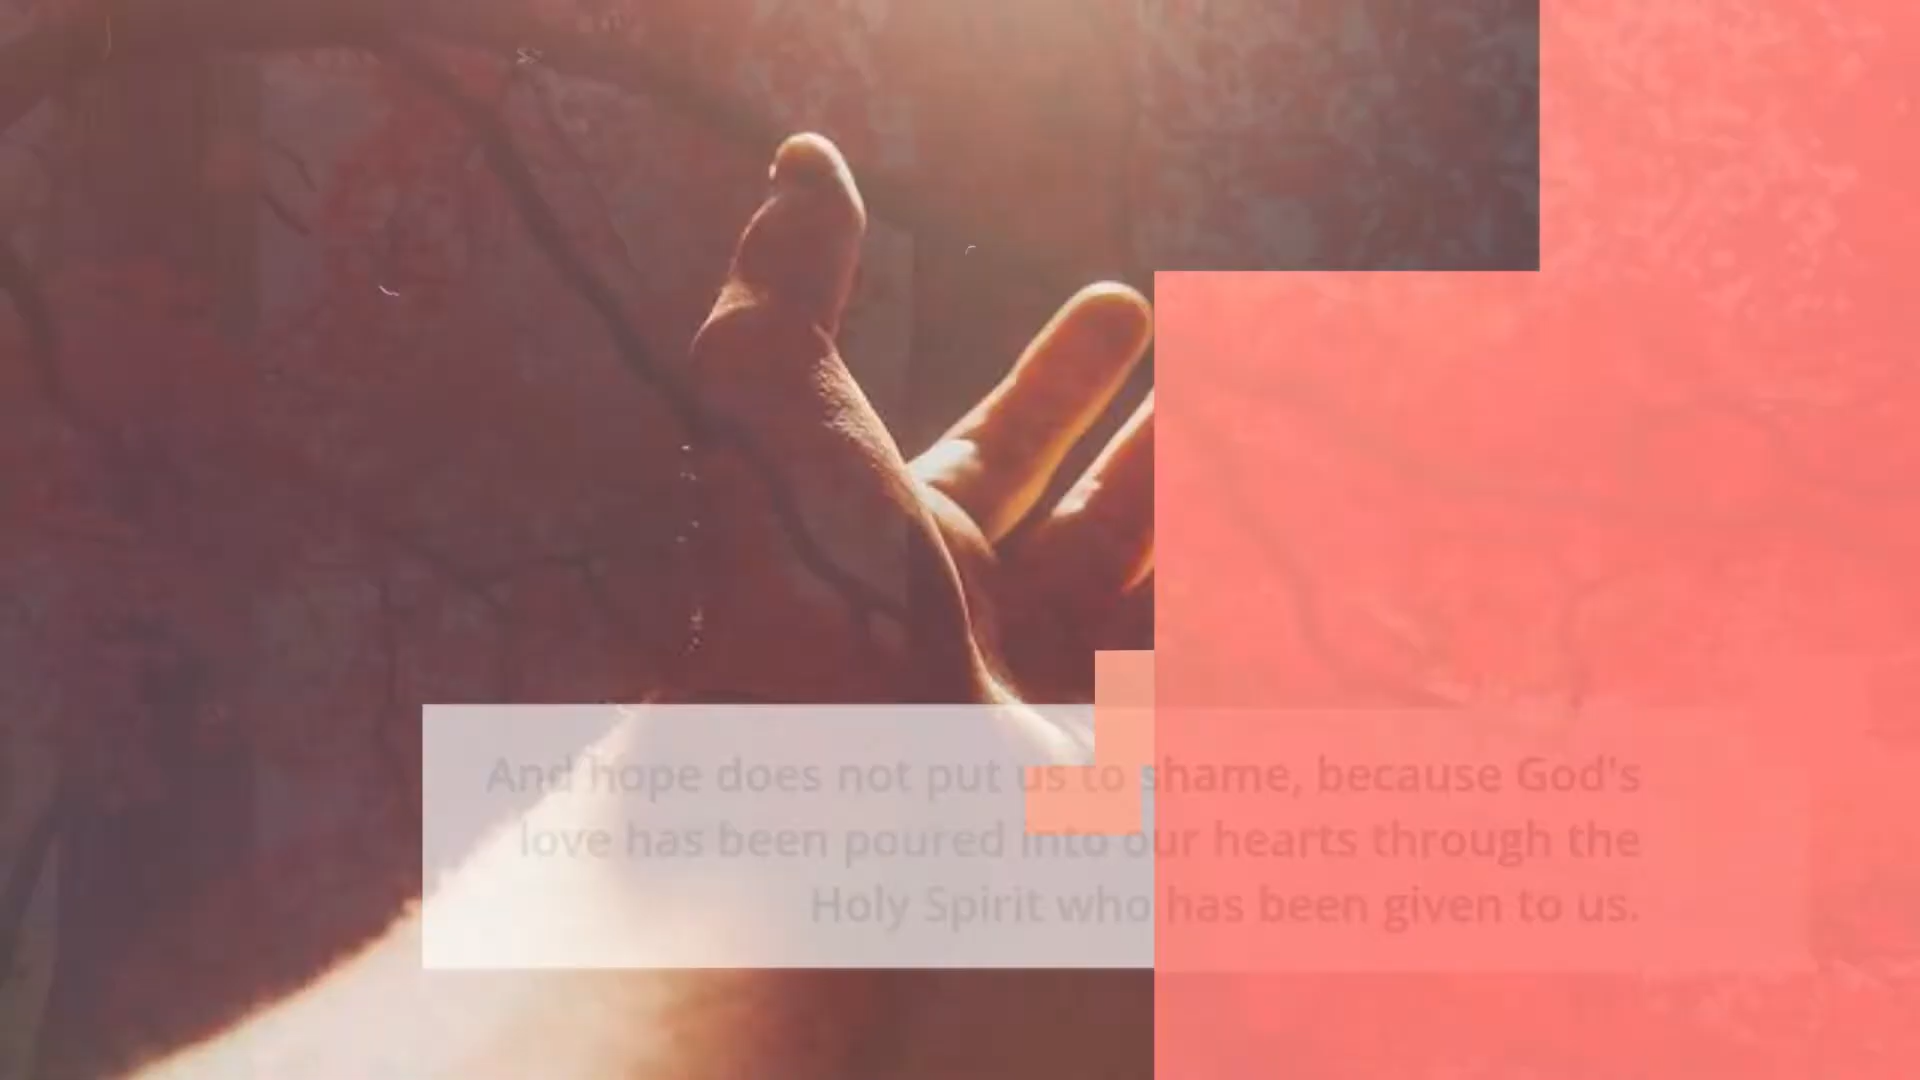 And hope does not put us to shame, because God's
love has been poured into our hearts through the
Holy Spirit who has been given to us.